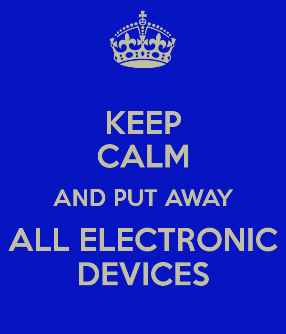 KEEP
CALM
AND PUT AWAY
ALL ELECTRONIC
DEVICES